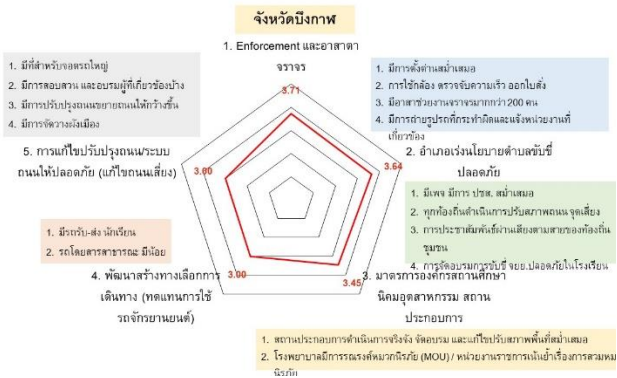 จังหวัดบึงกาฬ
1. Enforcement และอาสาตา
จราจร
3.71
1. มีที่สำหรับจอดรถใหญ่
2. มีการสอบสวน และอบรมผู้ที่เกี่ยวข้องบ้าง
3. มีการปรับปรุงถนนขยายถนนให้กว้างขึ้น
4. มีการจัดวางผังเมือง
1. มีการตั้งด่านสม่ำเสมอ
2. การใช้กล้อง ตรวจจับความเร็ว ออกใบสั่ง
3. มีอาสาช่วยงานจราจรมากกว่า 200 คน
4. มีการถ่ายรูปรถที่กระทำผิดและแจ้งหน่วยงานที่
เกี่ยวข้อง
5. การแก้ไขปรับปรุงถนน/ระบบ
ถนนให้ปลอดภัย (แก้ไขถนนเสี่ยง)
3.00
2. อำเภอเร่งนโยบายตำบลขับขี่
ปลอดภัย
3.64
1. มีเพจ มีการ ปชส. สม่ำเสมอ
2. ทุกท้องถิ่นดำเนินการปรับสภาพถนน จุดเสี่ยง
3. การประชาสัมพันธ์ผ่านเสียงตามสายของท้องถิ่น
ชุมชน
4. การจัดอบรมการขับขี่ จยย.ปลอดภัยในโรงเรียน
1. มีรถรับ-ส่ง นักเรียน
2. รถโดยสารสาธารณะ มีน้อย
4. พัฒนาสร้างทางเลือกการ
เดินทาง (ทดแทนการใช้
รถจักรยานยนต์)
3.00
3. มาตรการองค์กรสถานศึกษา
นิคมอุตสาหกรรม สถาน
ประกอบการ
3.45
1. สถานประกอบการดำเนินการจริงจัง จัดอบรม และแก้ไขปรับสภาพพื้นที่สม่ำเสมอ
2. โรงพยาบาลมีการรณรงค์หมวกนิรภัย (MOU) / หน่วยงานราชการเน้นย้ำเรื่องการสวมหม
นิรภัย